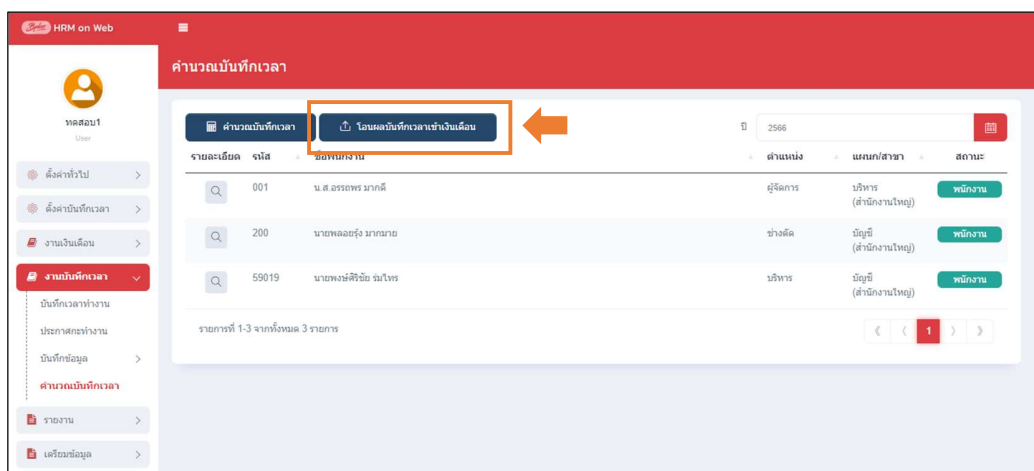 Byte HRM on Web
คำนวณบันทึกเวลา
ทดสอบ1
User
ตั้งค่าทั่วไป
ตั้งค่าบันทึกเวลา
งานเงินเดือน
งานบันทึกเวลา
บันทึกเวลาทำงาน
ประกาศกะทำงาน
บันทึกข้อมูล
คำนวณบันทึกเวลา
รายงาน
เตรียมข้อมูล
คำนวณบันทึกเวลา โอนผลบันทึกเวลาเข้าเงินเดือน ปี 2566
รายละเอียด รหัส ชื่อพนักงาน ตำแหน่ง แผนก/สาขา สถานะ
001 น.ส.อรรถพร มากดี ผู้จัดการ บริหาร (สำนักงานใหญ่) พนักงาน
200 นายพลอยรุ้ง มากมาย ช่างตัด บัญชี (สำนักงานใหญ่) พนักงาน
59019 นายพงษ์ศิริชัย ร่มไทร บริหาร บัญชี (สำนักงานใหญ่) พนักงาน
รายการที่ 1-3 จากทั้งหมด 3 รายการ 1